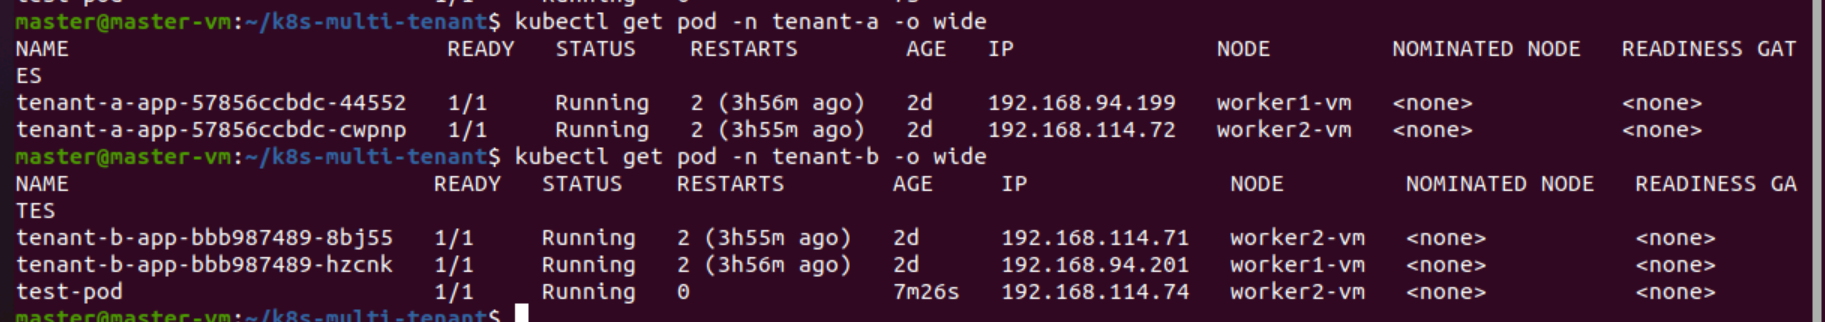 test-pod 1/1
master@master-vm:~/k8s-multi-tenant$ kubectl get pod -n tenant-a -o wide
NAME READY STATUS RESTARTS AGE IP NODE NOMINATED NODE READINESS GAT
ES
tenant-a-app-57856ccbdc-44552 1/1 Running 2 (3h56m ago) 2d 192.168.94.199 worker1-vm <none> <none>
tenant-a-app-57856ccbdc-cwpnp 1/1 Running 2 (3h55m ago) 2d 192.168.114.72 worker2-vm <none> <none>
master@master-vm:~/k8s-multi-tenant$ kubectl get pod -n tenant-b -o wide
NAME READY STATUS RESTARTS AGE IP NODE NOMINATED NODE READINESS GA
TES
tenant-b-app-bbb987489-8bj55 1/1 Running 2 (3h55m ago) 2d 192.168.114.71 worker2-vm <none> <none>
tenant-b-app-bbb987489-hzcnk 1/1 Running 2 (3h56m ago) 2d 192.168.94.201 worker1-vm <none> <none>
test-pod 1/1 Running 0 7m26s 192.168.114.74 worker2-vm <none> <none>
master@master-vm:~/k8s-multi-tenant$